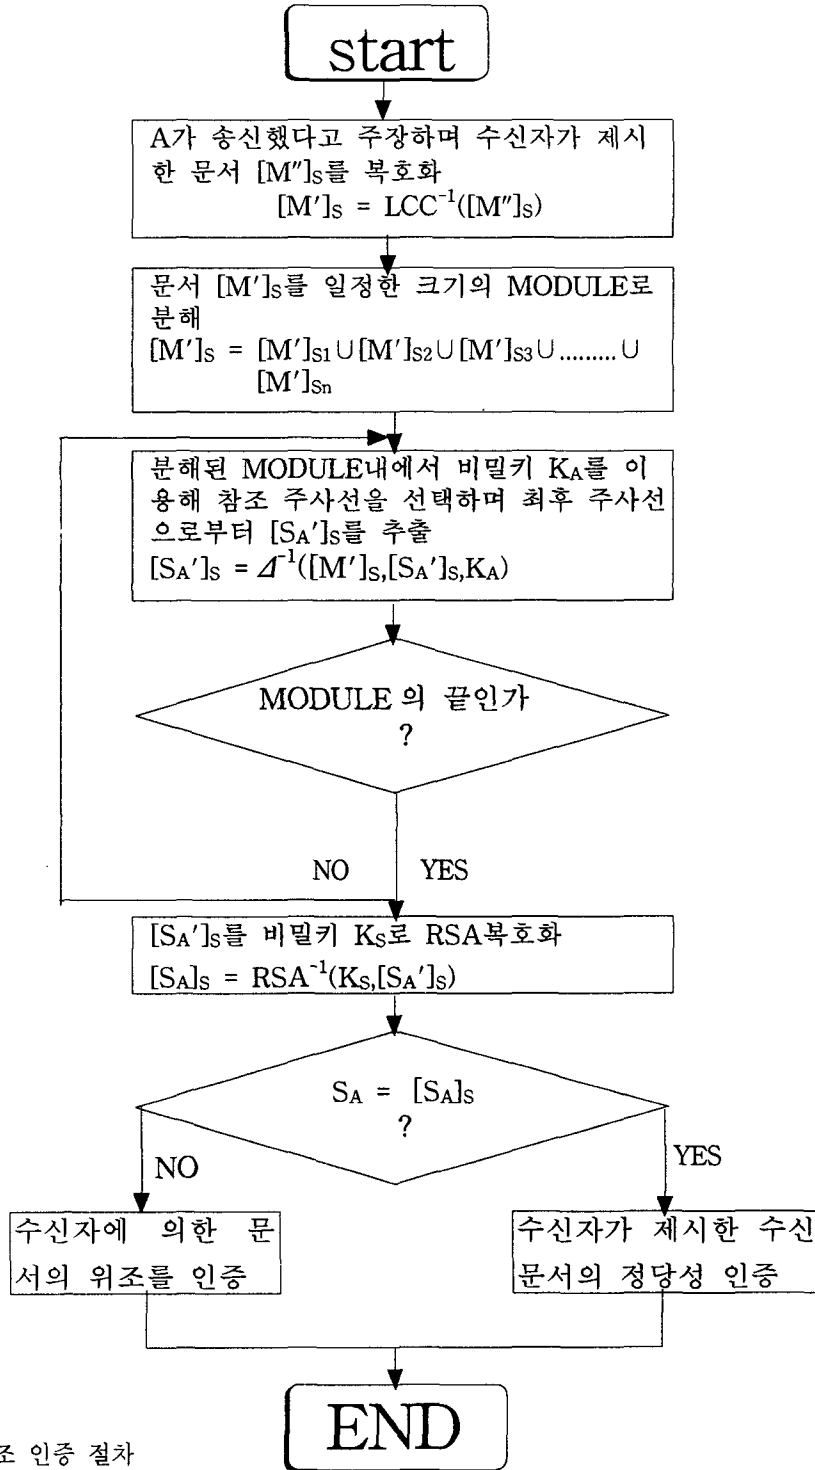 start
A가 송신했다고 주장하며 수신자가 제시
한 문서 [M″]S를 복호화
[M′]S = LCC⁻¹([M″]S)
문서 [M′]S를 일정한 크기의 MODULE로
분해
[M′]S = [M′]S1∪[M′]S2∪[M′]S3∪.........∪
[M′]Sn
분해된 MODULE내에서 비밀키 KA를 이
용해 참조 주사선을 선택하며 최후 주사선
으로부터 [SA′]S를 추출
[SA′]S = Δ⁻¹([M′]S,[SA′]S,KA)
MODULE의 끝인가
?
NO YES
[SA′]S를 비밀키 KS로 RSA복호화
[SA]S = RSA⁻¹(KS,[SA′]S)
SA = [SA]S
?
NO
YES
수신자에 의한 문
서의 위조를 인증
수신자가 제시한 수신
문서의 정당성 인증
END
조 인증 절차